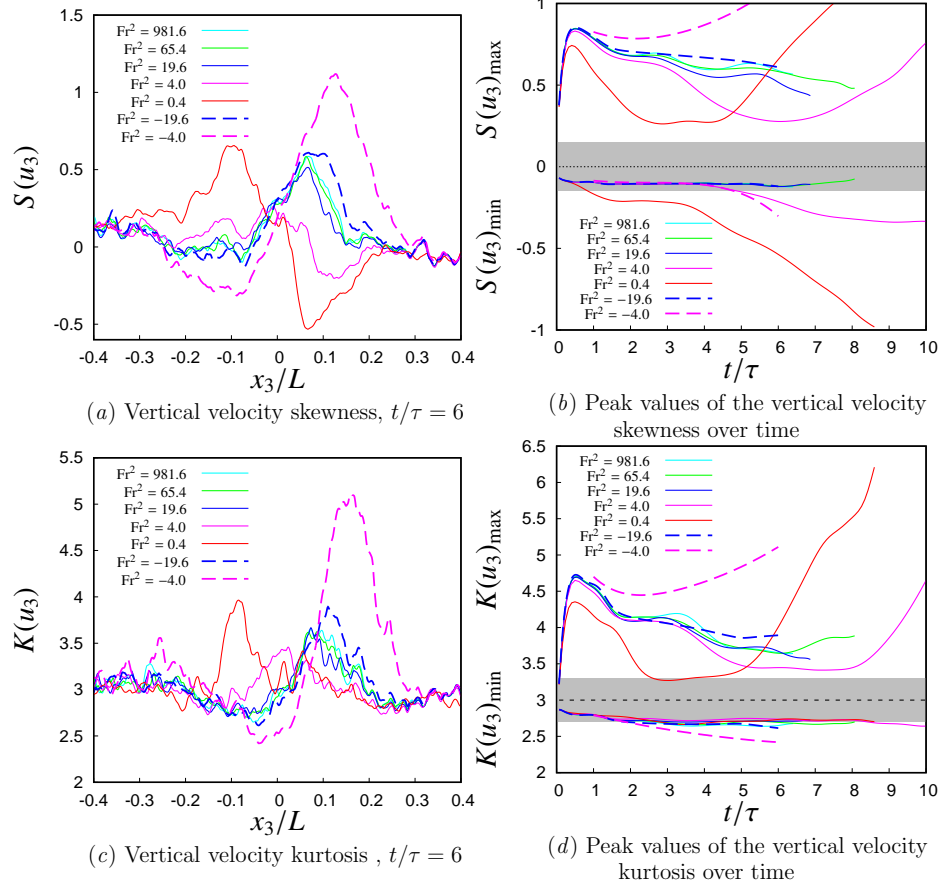 1.5
1
0.5
0
-0.5
S(u₃)
Fr² = 981.6
Fr² = 65.4
Fr² = 19.6
Fr² = 4.0
Fr² = 0.4
Fr² = −19.6
Fr² = −4.0
-0.4 -0.3 -0.2 -0.1 0 0.1 0.2 0.3 0.4
x₃/L
(a) Vertical velocity skewness, t/τ = 6
1
0.5
0
-0.5
-1
S(u₃)max
S(u₃)min
Fr² = 981.6
Fr² = 65.4
Fr² = 19.6
Fr² = 4.0
Fr² = 0.4
Fr² = −19.6
Fr² = −4.0
0 1 2 3 4 5 6 7 8 9 10
t/τ
(b) Peak values of the vertical velocity
skewness over time
5.5
5
4.5
4
3.5
3
2.5
2
K(u₃)
Fr² = 981.6
Fr² = 65.4
Fr² = 19.6
Fr² = 4.0
Fr² = 0.4
Fr² = −19.6
Fr² = −4.0
-0.4 -0.3 -0.2 -0.1 0 0.1 0.2 0.3 0.4
x₃/L
(c) Vertical velocity kurtosis , t/τ = 6
6.5
6
5.5
5
4.5
4
3.5
3
2.5
2
K(u₃)max
K(u₃)min
Fr² = 981.6
Fr² = 65.4
Fr² = 19.6
Fr² = 4.0
Fr² = 0.4
Fr² = −19.6
Fr² = −4.0
0 1 2 3 4 5 6 7 8 9 10
t/τ
(d) Peak values of the vertical velocity
kurtosis over time